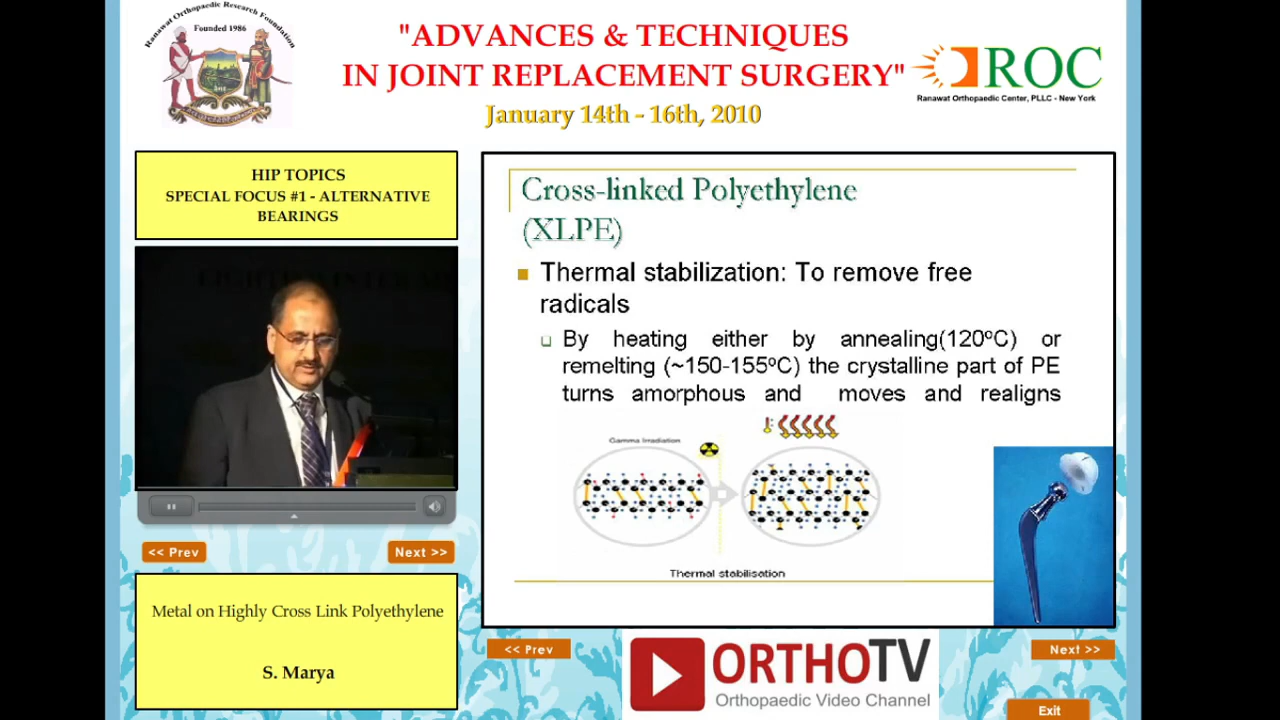 Ranawat Orthopaedic Research Foundation
Founded 1986
"ADVANCES & TECHNIQUES
IN JOINT REPLACEMENT SURGERY"
January 14th - 16th, 2010
ROC
Ranawat Orthopaedic Center, PLLC - New York
HIP TOPICS
SPECIAL FOCUS #1 - ALTERNATIVE
BEARINGS
<< Prev
Next >>
Metal on Highly Cross Link Polyethylene
S. Marya
Cross-linked Polyethylene
(XLPE)
Thermal stabilization: To remove free
radicals
By heating either by annealing(120ºC) or
remelting (~150-155ºC) the crystalline part of PE
turns amorphous and moves and realigns
Gamma Irradiation
Thermal stabilisation
<< Prev
ORTHOTV
Orthopaedic Video Channel
Next >>
Exit